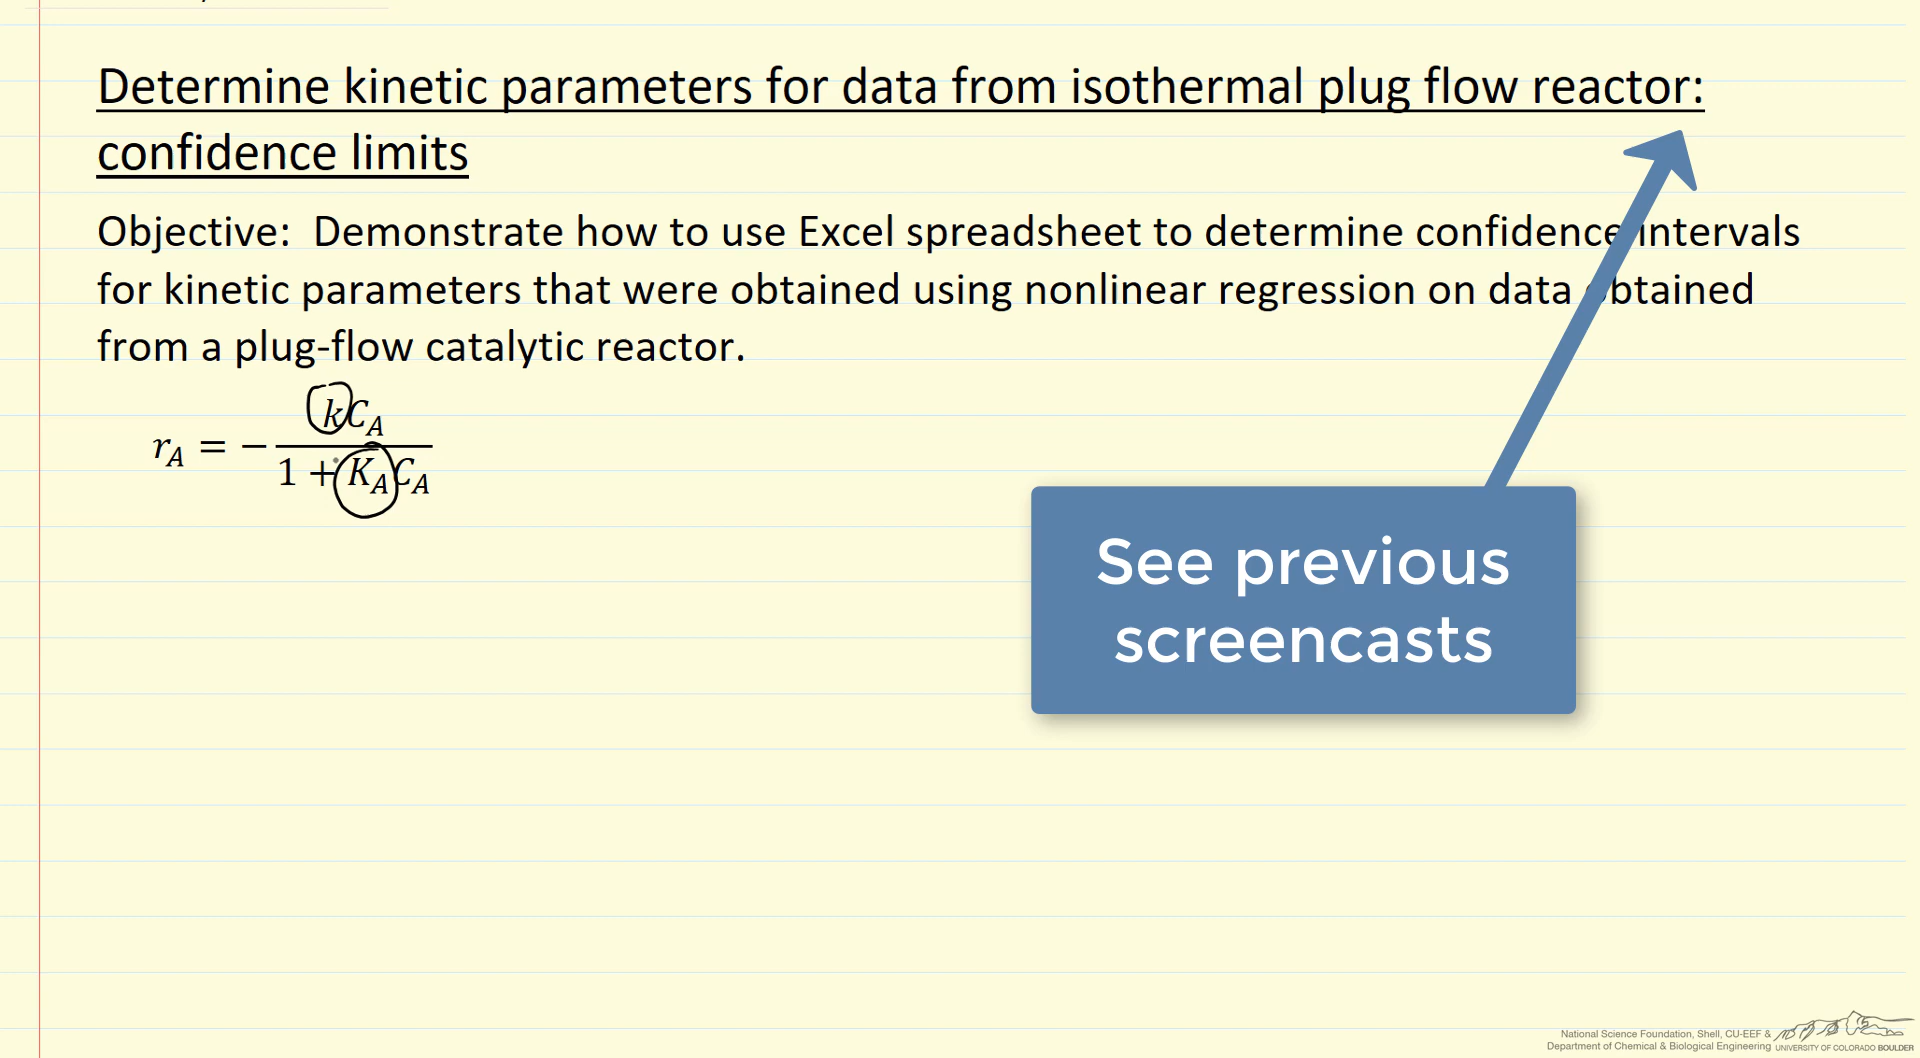 Determine kinetic parameters for data from isothermal plug flow reactor:
confidence limits
Objective: Demonstrate how to use Excel spreadsheet to determine confidence intervals
for kinetic parameters that were obtained using nonlinear regression on data obtained
from a plug-flow catalytic reactor.
r_A = - kC_A / (1 + K_A C_A)
See previous
screencasts
National Science Foundation, Shell, CU-EEF &
Department of Chemical & Biological Engineering UNIVERSITY OF COLORADO BOULDER